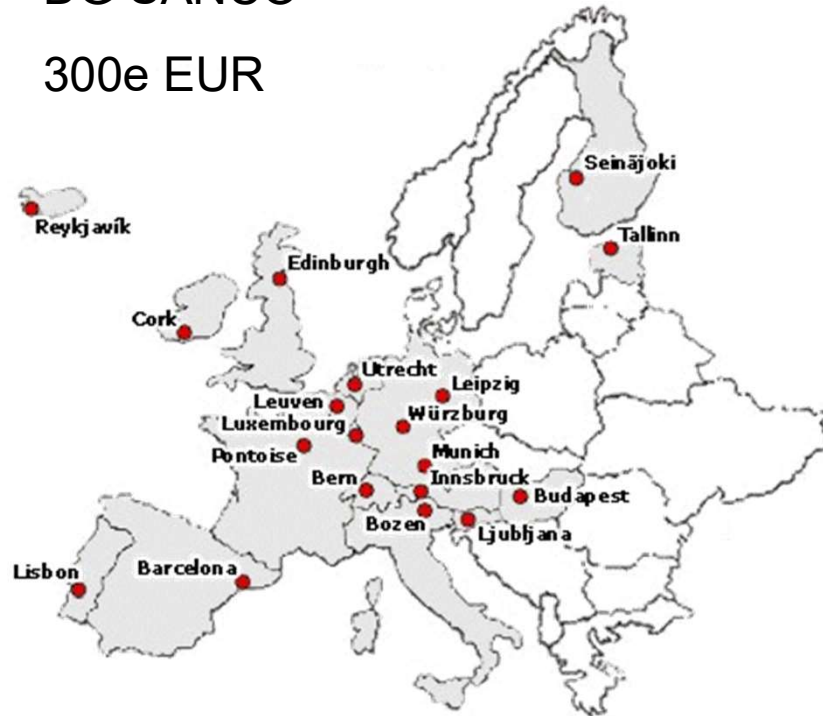 300e EUR
Seinäjoki
Tallinn
Reykjavík
Edinburgh
Cork
Utrecht
Leipzig
Leuven
Würzburg
Luxembourg
Pontoise
Munich
Bern
Innsbruck
Budapest
Bozen
Ljubljana
Lisbon
Barcelona